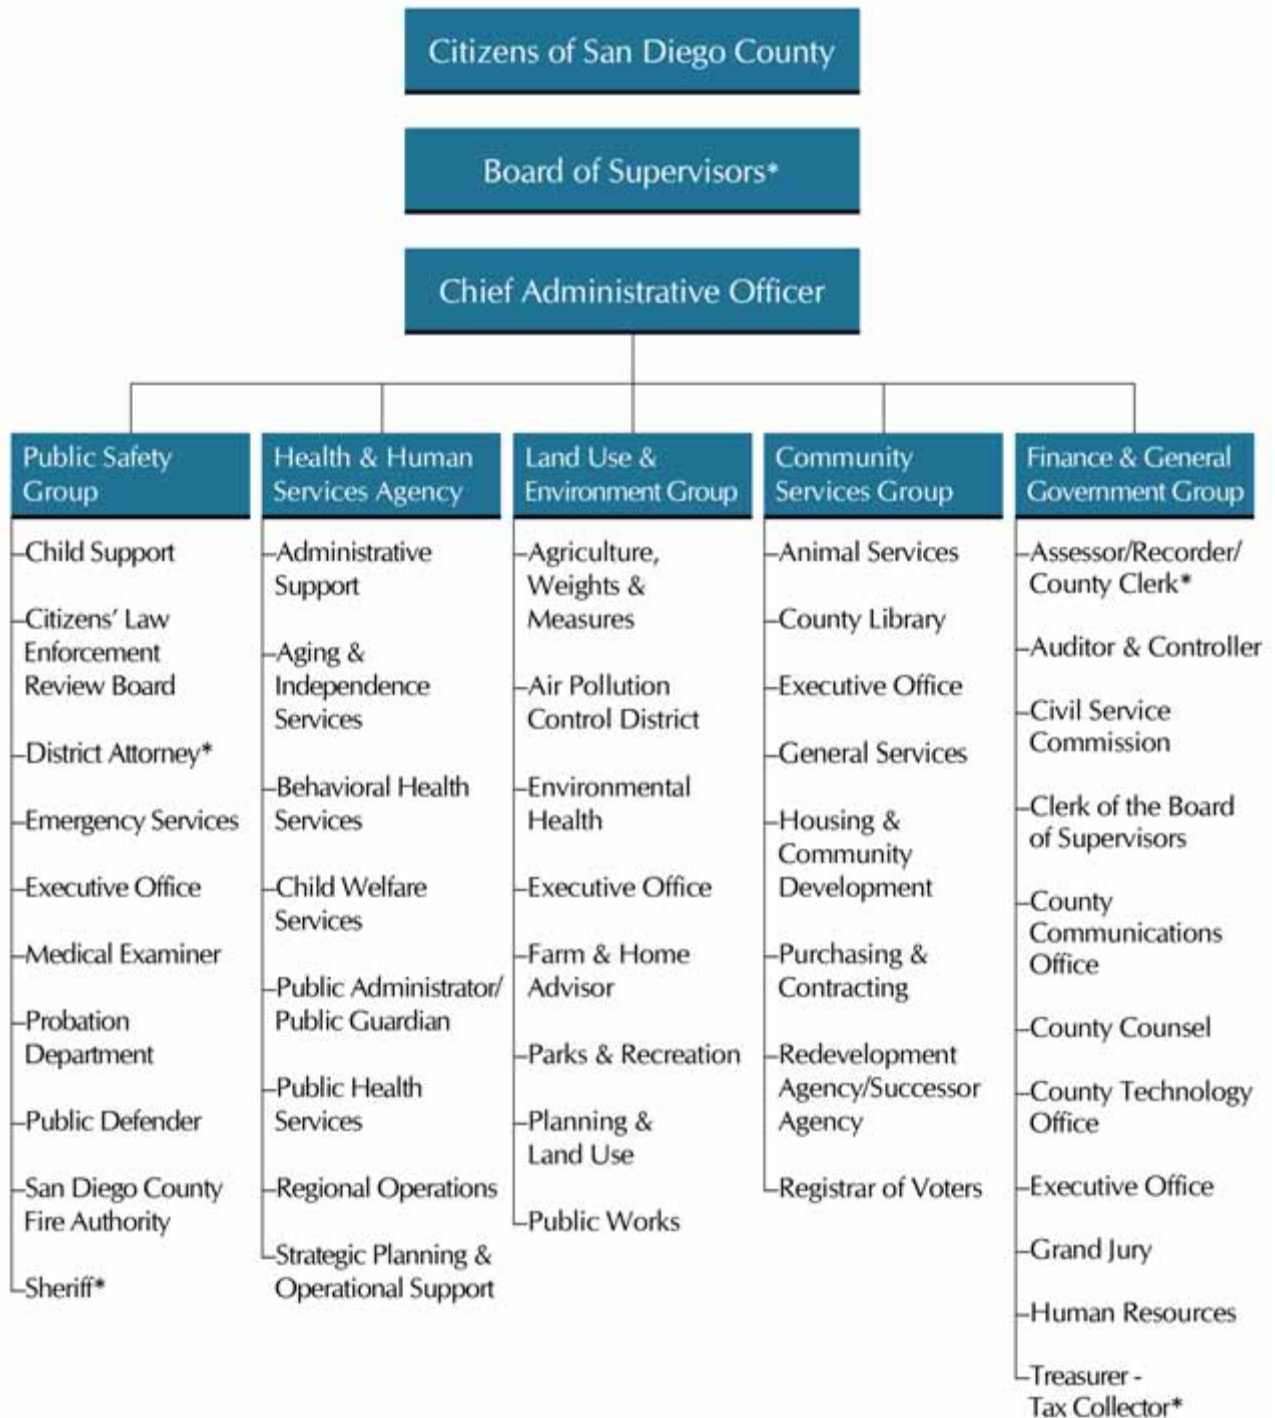 Citizens of San Diego County
Board of Supervisors*
Chief Administrative Officer
Public Safety
Group
Child Support
Citizens' Law
Enforcement
Review Board
District Attorney*
Emergency Services
Executive Office
Medical Examiner
Probation
Department
Public Defender
San Diego County
Fire Authority
Sheriff*
Health & Human
Services Agency
Administrative
Support
Aging &
Independence
Services
Behavioral Health
Services
Child Welfare
Services
Public Administrator/
Public Guardian
Public Health
Services
Regional Operations
Strategic Planning &
Operational Support
Land Use &
Environment Group
Agriculture,
Weights &
Measures
Air Pollution
Control District
Environmental
Health
Executive Office
Farm & Home
Advisor
Parks & Recreation
Planning &
Land Use
Public Works
Community
Services Group
Animal Services
County Library
Executive Office
General Services
Housing &
Community
Development
Purchasing &
Contracting
Redevelopment
Agency/Successor
Agency
Registrar of Voters
Finance & General
Government Group
Assessor/Recorder/
County Clerk*
Auditor & Controller
Civil Service
Commission
Clerk of the Board
of Supervisors
County
Communications
Office
County Counsel
County Technology
Office
Executive Office
Grand Jury
Human Resources
Treasurer -
Tax Collector*